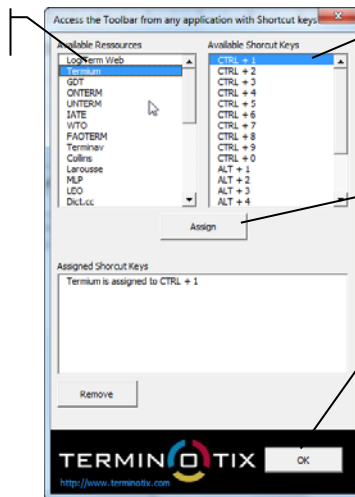 Access the Toolbar from any application with Shortcut keys
Available Ressources
Available Shorcut Keys
LogiTerm Web
Termium
GDT
ONTERM
UNTERM
IATE
WTO
FAOTERM
Terminav
Collins
Larousse
MLP
LEO
Dict.cc
CTRL + 1
CTRL + 2
CTRL + 3
CTRL + 4
CTRL + 5
CTRL + 6
CTRL + 7
CTRL + 8
CTRL + 9
CTRL + 0
ALT + 1
ALT + 2
ALT + 3
ALT + 4
Assign
Assigned Shorcut Keys
Termium is assigned to CTRL + 1
Remove
TERMINOTIX
OK
http://www.terminotix.com